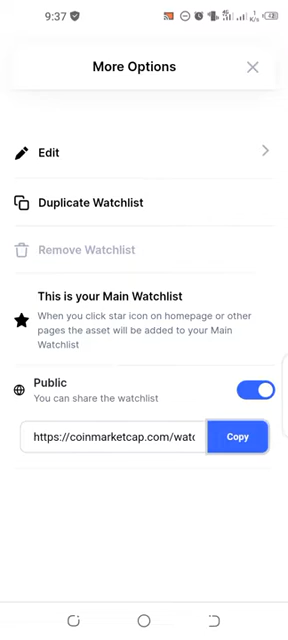 9:37
More Options
Edit
Duplicate Watchlist
Remove Watchlist
This is your Main Watchlist
When you click star icon on homepage or other
pages the asset will be added to your Main
Watchlist
Public
You can share the watchlist
https://coinmarketcap.com/watc
Copy